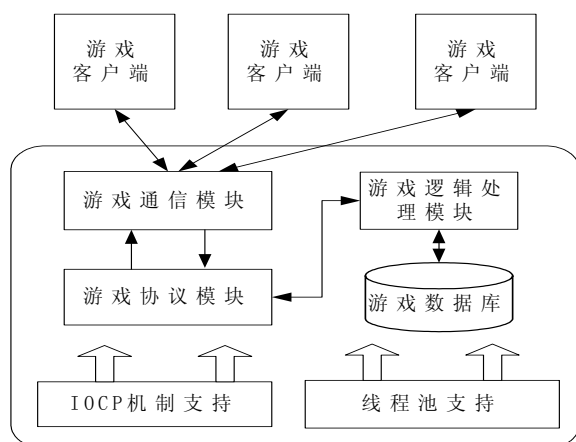 游戏
客户端
游戏
客户端
游戏
客户端
游戏通信模块
游戏逻辑处
理模块
游戏协议模块
游戏数据库
IOCP机制支持
线程池支持